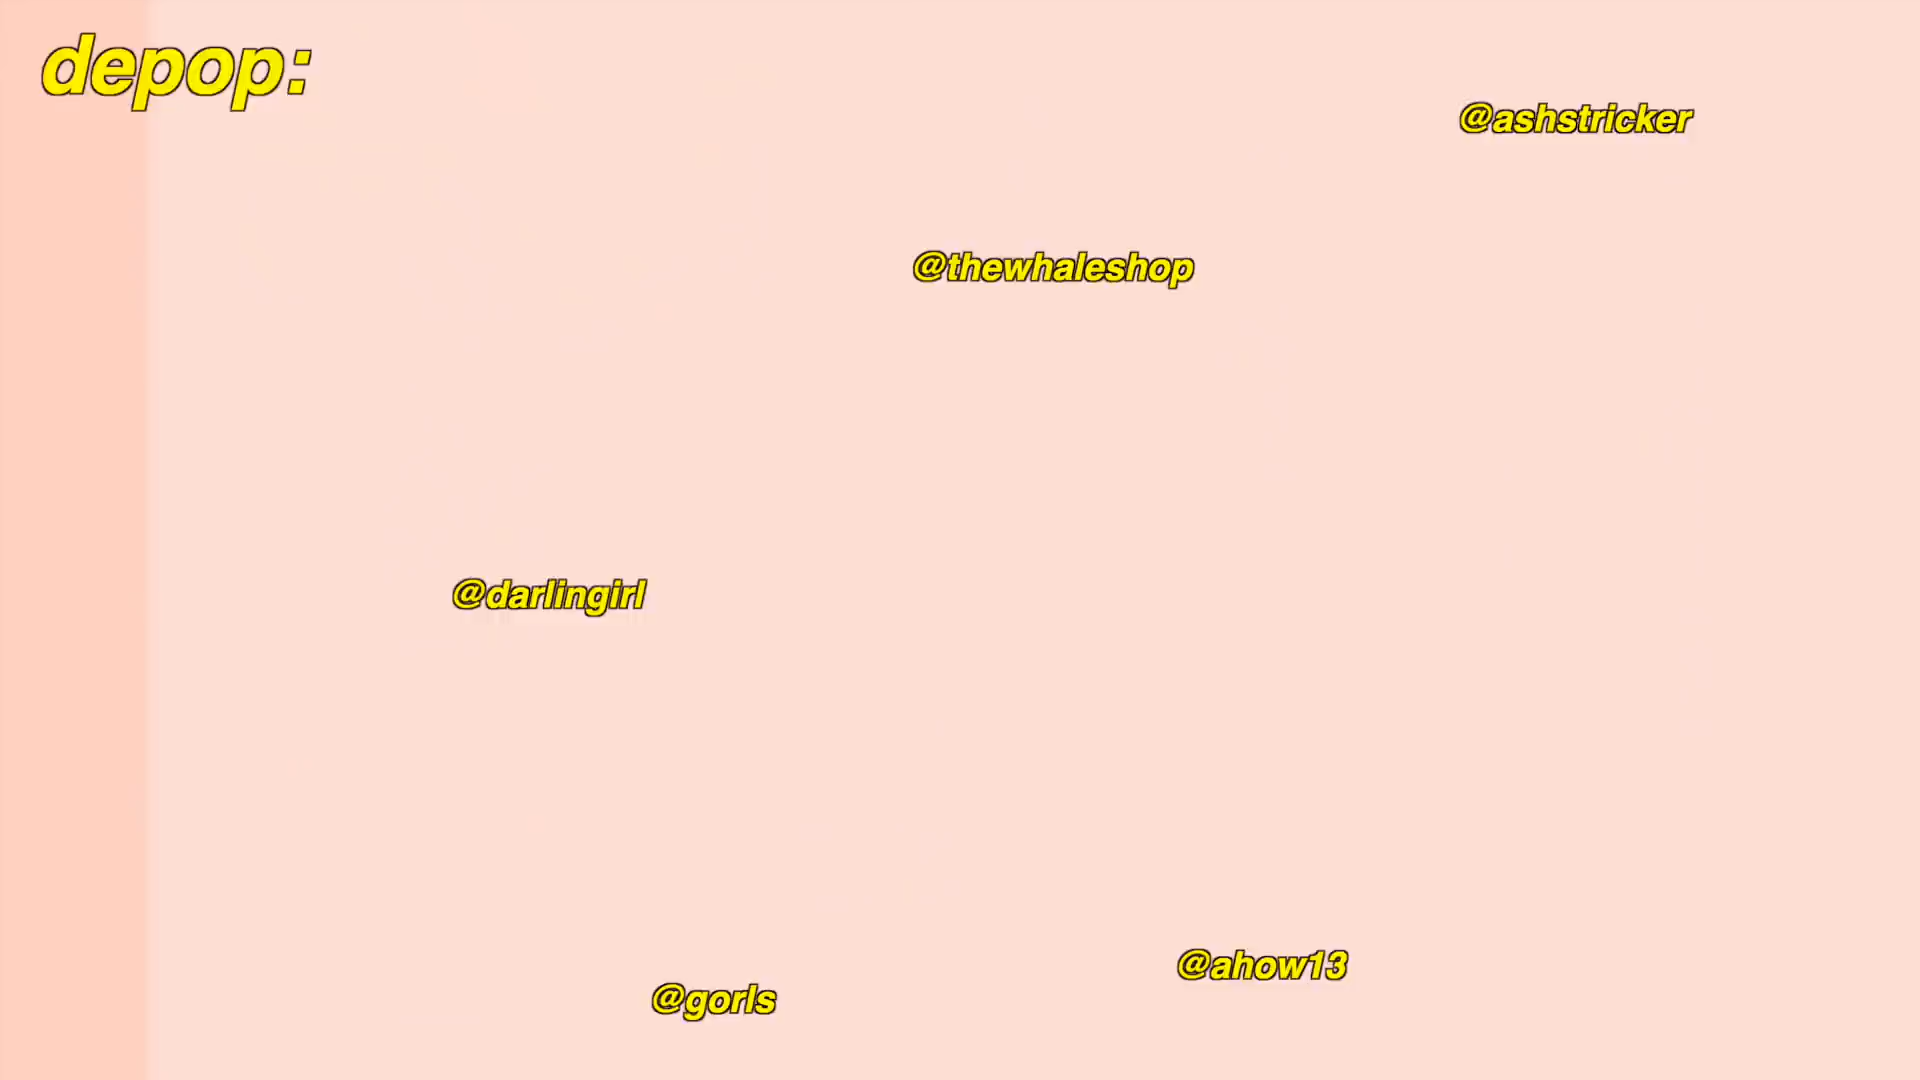 depop:
@ashstricker
@thewhaleshop
@darlingirl
@ahow13
@gorls